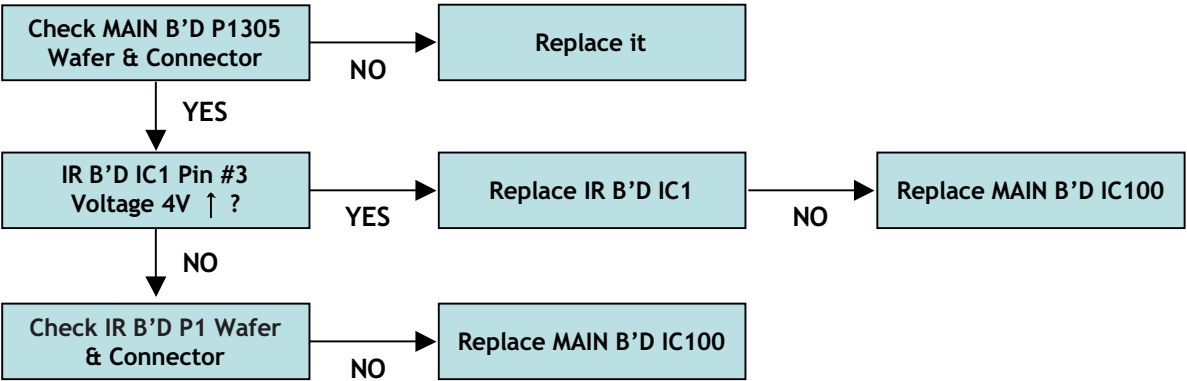 Check MAIN B’D P1305
Wafer & Connector
NO
Replace it
YES
IR B’D IC1 Pin #3
Voltage 4V ↑ ?
YES
Replace IR B’D IC1
NO
Replace MAIN B’D IC100
NO
Check IR B’D P1 Wafer
& Connector
NO
Replace MAIN B’D IC100